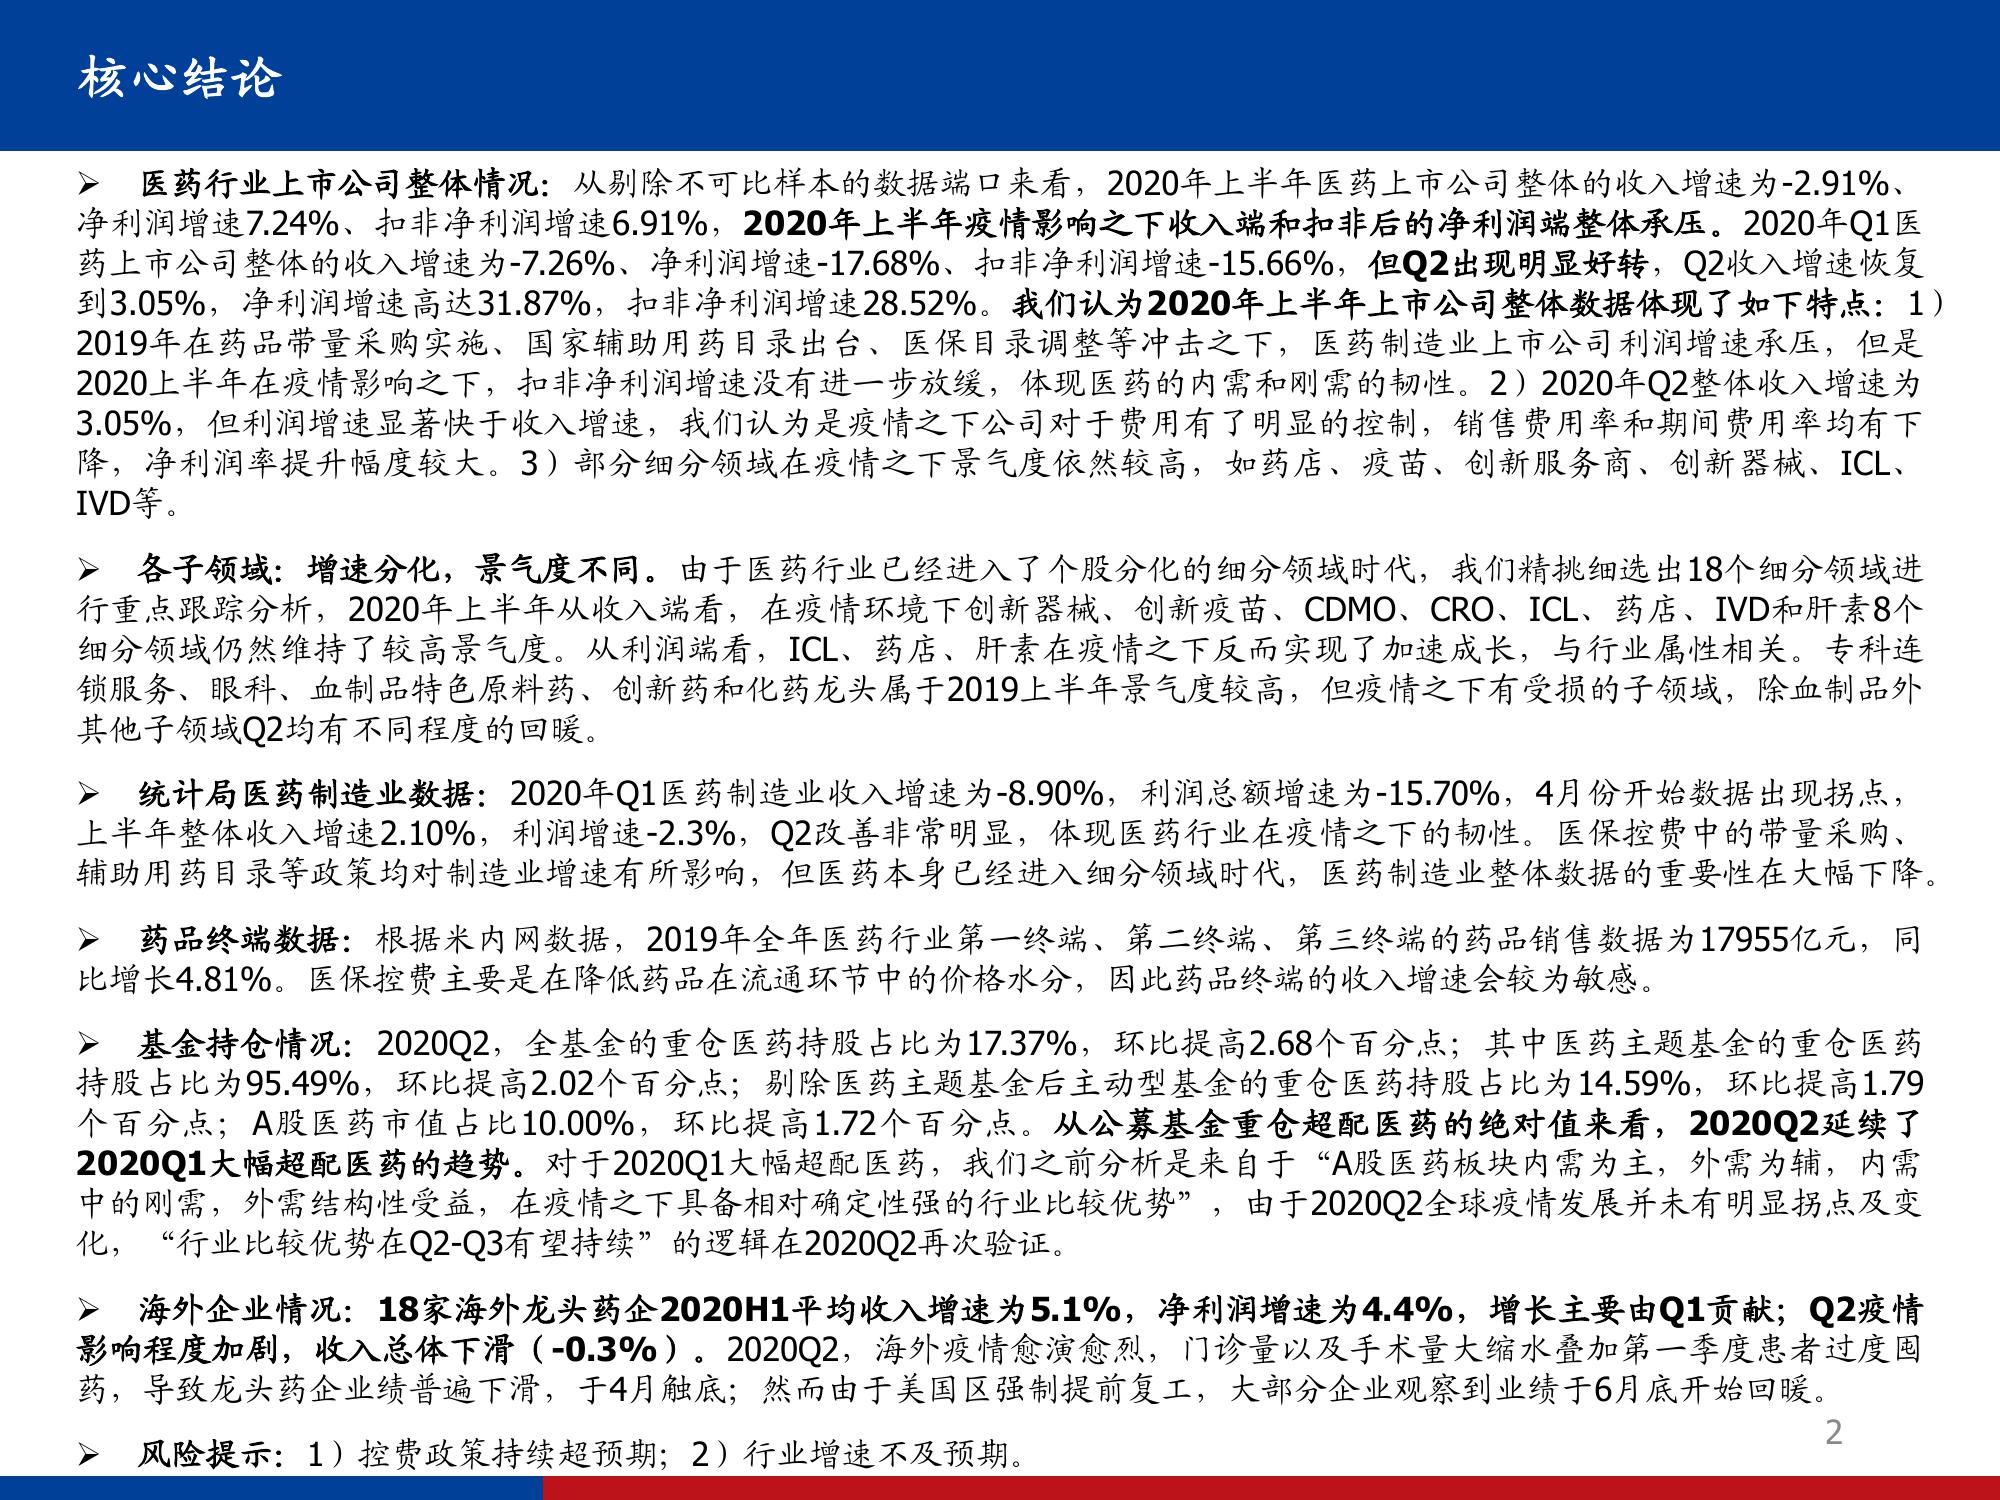 核心结论
➢ 医药行业上市公司整体情况：从剔除不可比样本的数据端口来看，2020年上半年医药上市公司整体的收入增速为-2.91%、
净利润增速7.24%、扣非净利润增速6.91%，2020年上半年疫情影响之下收入端和扣非后的净利润端整体承压。2020年Q1医
药上市公司整体的收入增速为-7.26%、净利润增速-17.68%、扣非净利润增速-15.66%，但Q2出现明显好转，Q2收入增速恢复
到3.05%，净利润增速高达31.87%，扣非净利润增速28.52%。我们认为2020年上半年上市公司整体数据体现了如下特点：1）
2019年在药品带量采购实施、国家辅助用药目录出台、医保目录调整等冲击之下，医药制造业上市公司利润增速承压，但是
2020上半年在疫情影响之下，扣非净利润增速没有进一步放缓，体现医药的内需和刚需的韧性。2）2020年Q2整体收入增速为
3.05%，但利润增速显著快于收入增速，我们认为是疫情之下公司对于费用有了明显的控制，销售费用率和期间费用率均有下
降，净利润率提升幅度较大。3）部分细分领域在疫情之下景气度依然较高，如药店、疫苗、创新服务商、创新器械、ICL、
IVD等。
➢ 各子领域：增速分化，景气度不同。由于医药行业已经进入了个股分化的细分领域时代，我们精挑细选出18个细分领域进
行重点跟踪分析，2020年上半年从收入端看，在疫情环境下创新器械、创新疫苗、CDMO、CRO、ICL、药店、IVD和肝素8个
细分领域仍然维持了较高景气度。从利润端看，ICL、药店、肝素在疫情之下反而实现了加速成长，与行业属性相关。专科连
锁服务、眼科、血制品特色原料药、创新药和化药龙头属于2019上半年景气度较高，但疫情之下有受损的子领域，除血制品外
其他子领域Q2均有不同程度的回暖。
➢ 统计局医药制造业数据：2020年Q1医药制造业收入增速为-8.90%，利润总额增速为-15.70%，4月份开始数据出现拐点，
上半年整体收入增速2.10%，利润增速-2.3%，Q2改善非常明显，体现医药行业在疫情之下的韧性。医保控费中的带量采购、
辅助用药目录等政策均对制造业增速有所影响，但医药本身已经进入细分领域时代，医药制造业整体数据的重要性在大幅下降。
➢ 药品终端数据：根据米内网数据，2019年全年医药行业第一终端、第二终端、第三终端的药品销售数据为17955亿元，同
比增长4.81%。医保控费主要是在降低药品在流通环节中的价格水分，因此药品终端的收入增速会较为敏感。
➢ 基金持仓情况：2020Q2，全基金的重仓医药持股占比为17.37%，环比提高2.68个百分点；其中医药主题基金的重仓医药
持股占比为95.49%，环比提高2.02个百分点；剔除医药主题基金后主动型基金的重仓医药持股占比为14.59%，环比提高1.79
个百分点；A股医药市值占比10.00%，环比提高1.72个百分点。从公募基金重仓超配医药的绝对值来看，2020Q2延续了
2020Q1大幅超配医药的趋势。对于2020Q1大幅超配医药，我们之前分析是来自于“A股医药板块内需为主，外需为辅，内需
中的刚需，外需结构性受益，在疫情之下具备相对确定性强的行业比较优势”，由于2020Q2全球疫情发展并未有明显拐点及变
化，“行业比较优势在Q2-Q3有望持续”的逻辑在2020Q2再次验证。
➢ 海外企业情况：18家海外龙头药企2020H1平均收入增速为5.1%，净利润增速为4.4%，增长主要由Q1贡献；Q2疫情
影响程度加剧，收入总体下滑（-0.3%）。2020Q2，海外疫情愈演愈烈，门诊量以及手术量大缩水叠加第一季度患者过度囤
药，导致龙头药企业绩普遍下滑，于4月触底；然而由于美国区强制提前复工，大部分企业观察到业绩于6月底开始回暖。
➢ 风险提示：1）控费政策持续超预期；2）行业增速不及预期。
2